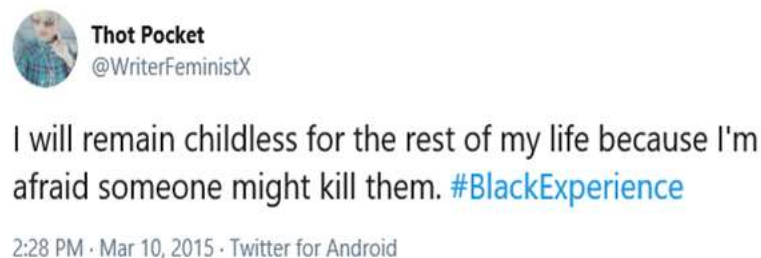 Thot Pocket
@WriterFeministX
I will remain childless for the rest of my life because I'm
afraid someone might kill them. #BlackExperience
2:28 PM · Mar 10, 2015 · Twitter for Android